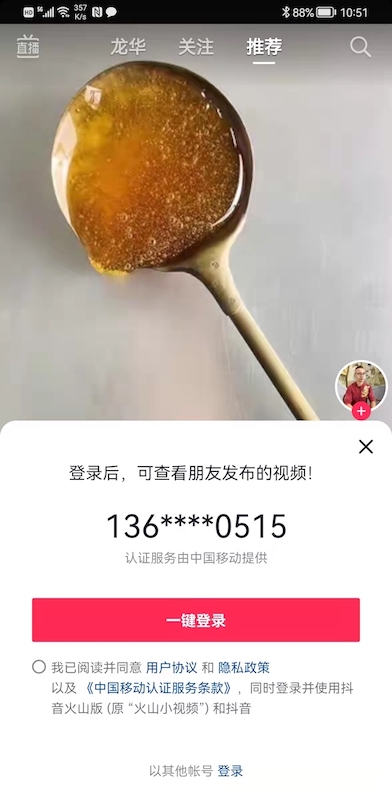 HD 5G 357 K/s 88% 10:51
直播 龙华 关注 推荐
登录后，可查看朋友发布的视频！
136****0515
认证服务由中国移动提供
一键登录
我已阅读并同意 用户协议 和 隐私政策
以及 《中国移动认证服务条款》，同时登录并使用抖
音火山版 (原 “火山小视频”) 和抖音
以其他帐号 登录